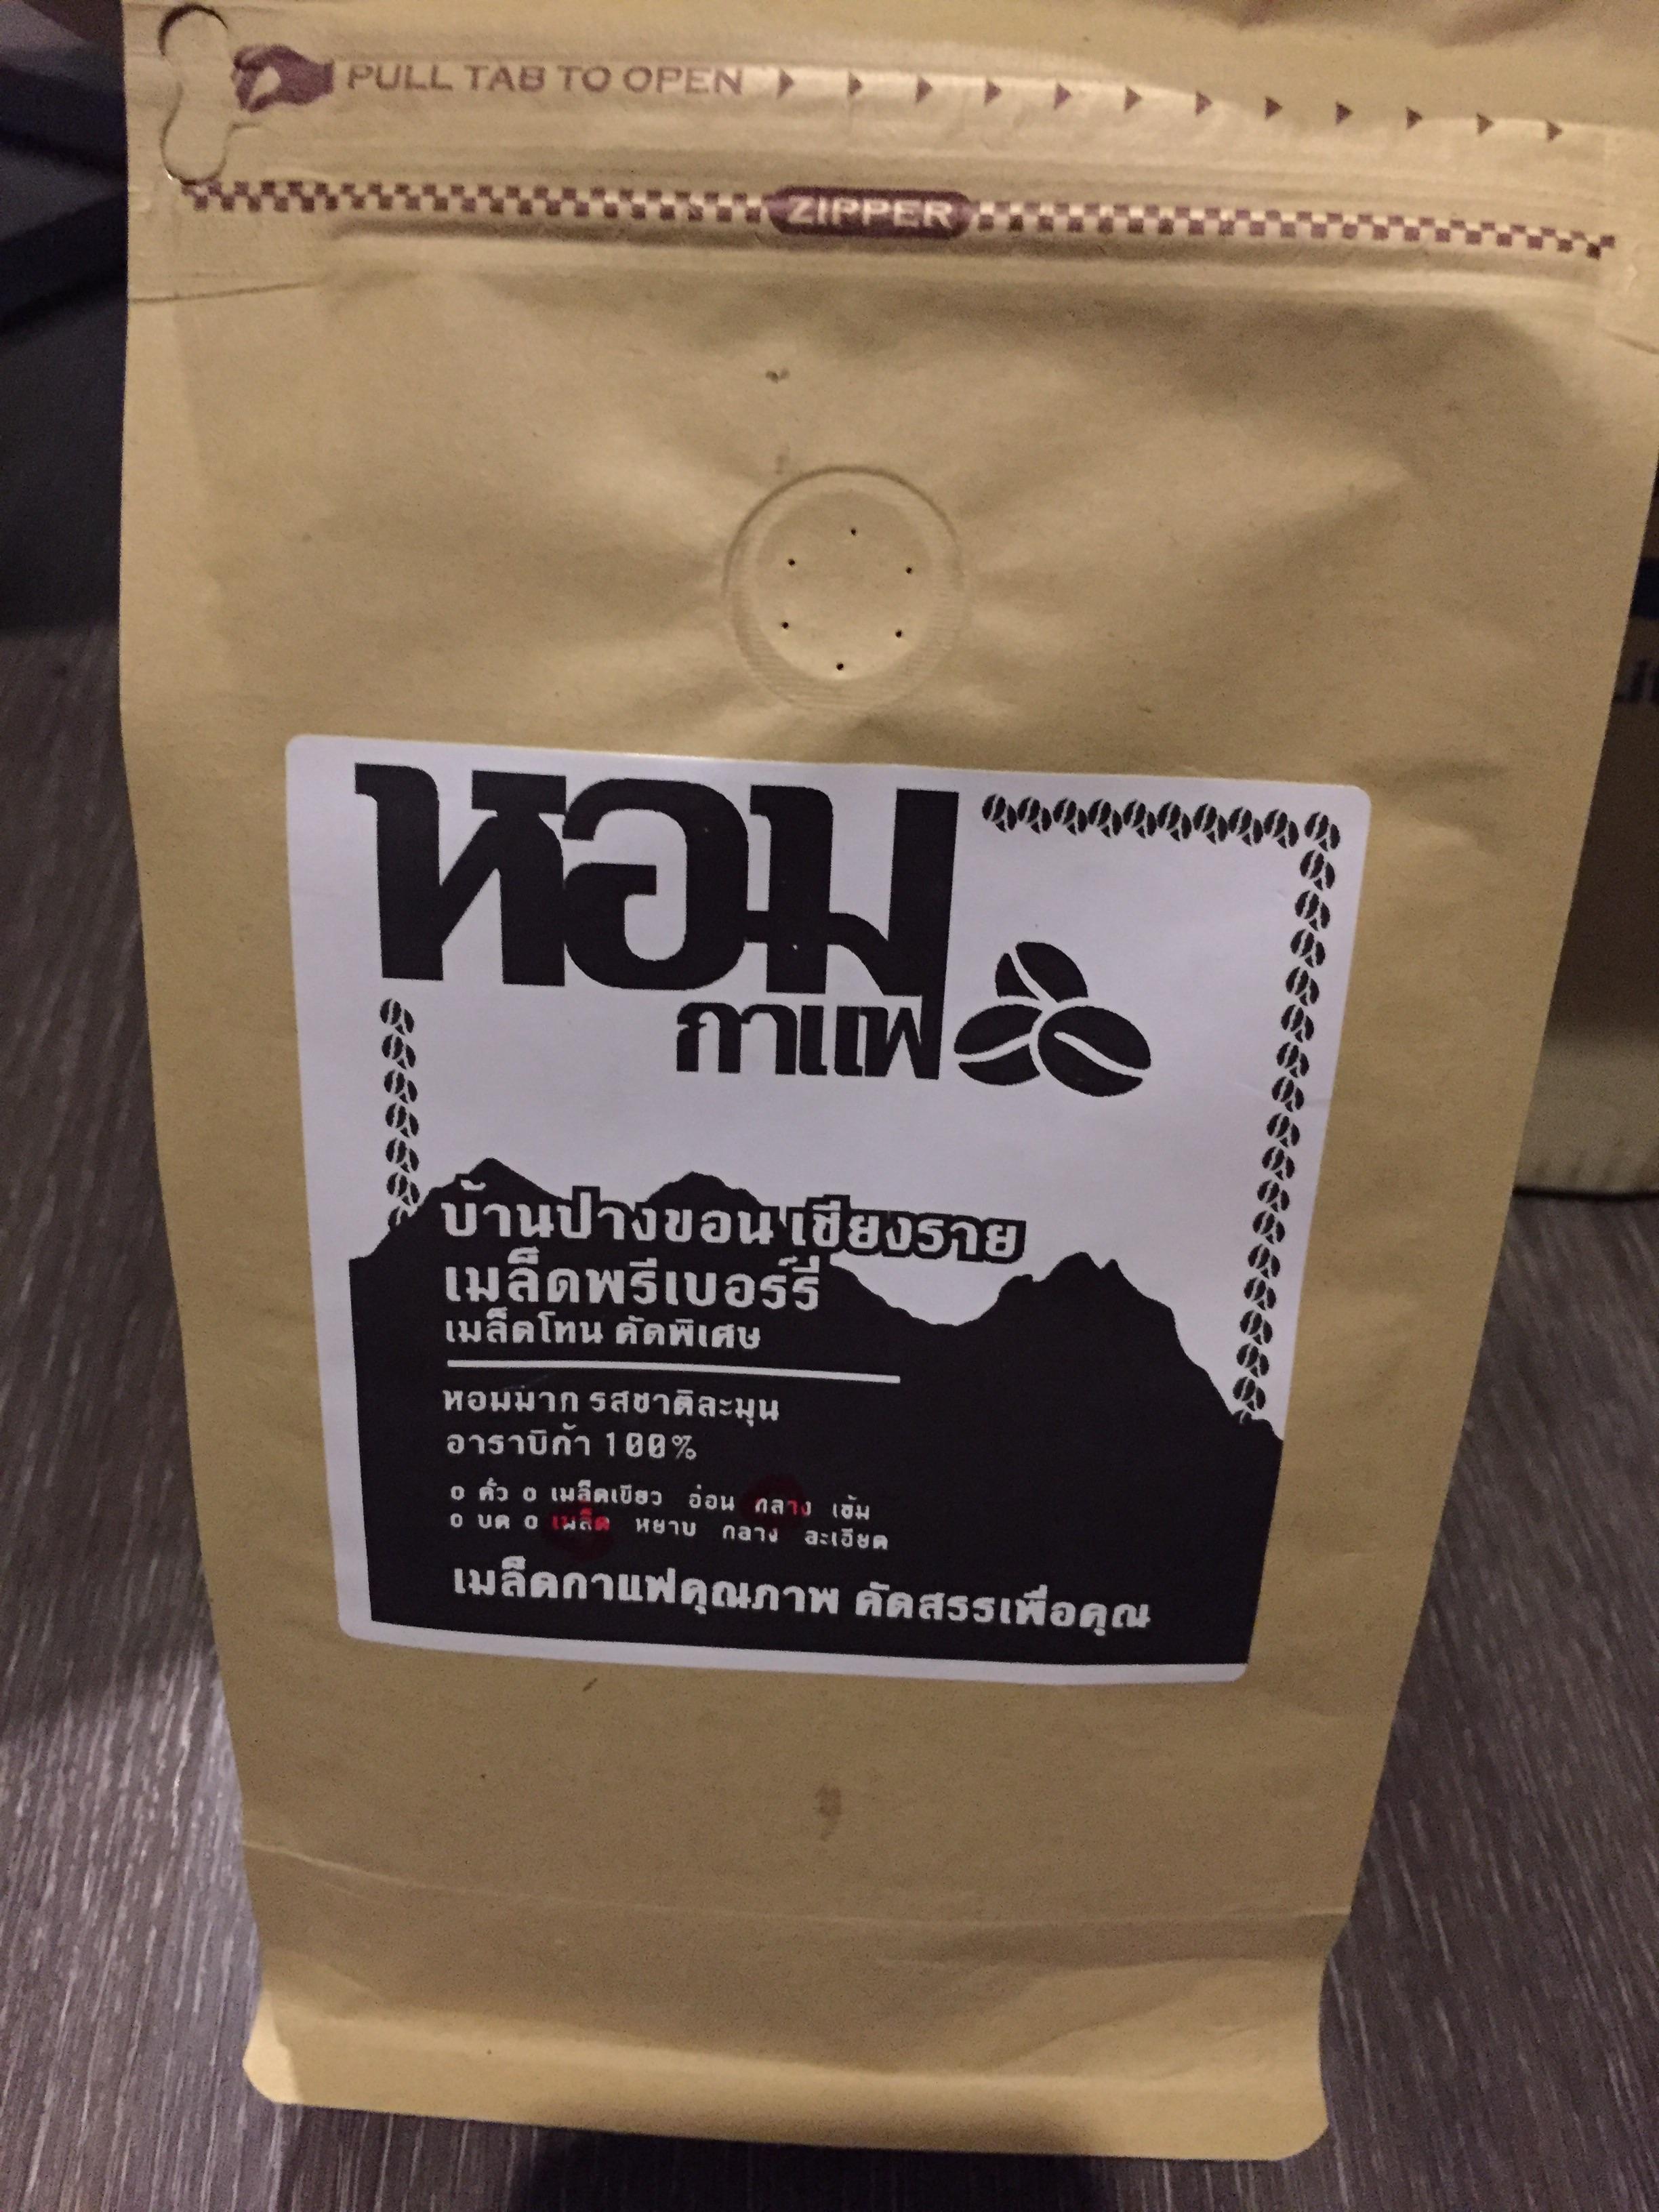 PULL TAB TO OPEN
ZIPPER
หอม
กาแฟ
บ้านปางขอน เชียงราย
เมล็ดพรีเบอร์รี่
เมล็ดโทน คัดพิเศษ
หอมมาก รสชาติละมุน
อาราบิก้า 100%
o คั่ว o เมล็ดเขียว อ่อน กลาง เข้ม
o บด o เมล็ด หยาบ กลาง ละเอียด
เมล็ดกาแฟคุณภาพ คัดสรรเพื่อคุณ